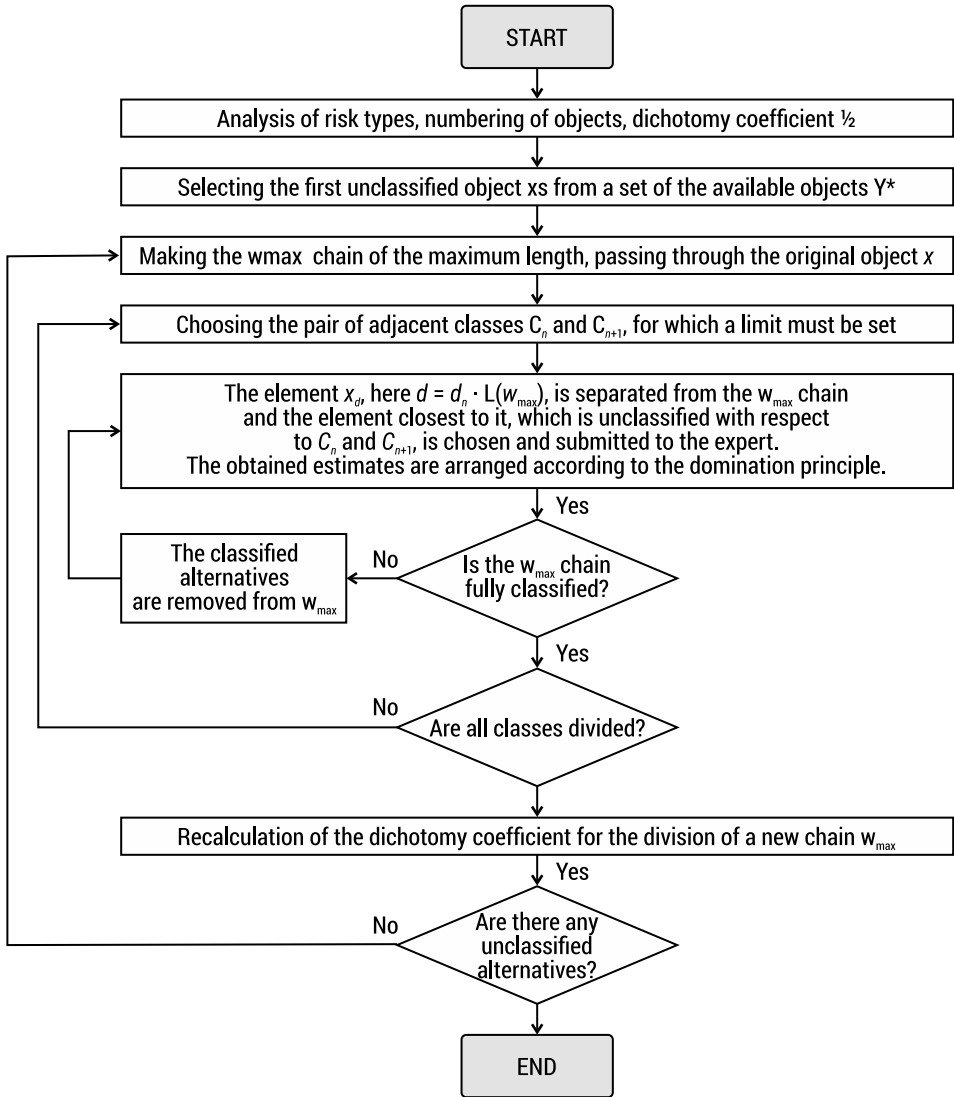 START
Analysis of risk types, numbering of objects, dichotomy coefficient ½
Selecting the first unclassified object xs from a set of the available objects Y*
Making the wmax chain of the maximum length, passing through the original object x
Choosing the pair of adjacent classes Cₙ and Cₙ₊₁, for which a limit must be set
The element x_d, here d = dₙ · L(w_max), is separated from the w_max chain
and the element closest to it, which is unclassified with respect
to Cₙ and Cₙ₊₁, is chosen and submitted to the expert.
The obtained estimates are arranged according to the domination principle.
Yes
No
The classified
alternatives
are removed from w_max
Is the w_max chain
fully classified?
Yes
No
Are all classes divided?
Recalculation of the dichotomy coefficient for the division of a new chain w_max
Yes
No
Are there any
unclassified
alternatives?
END